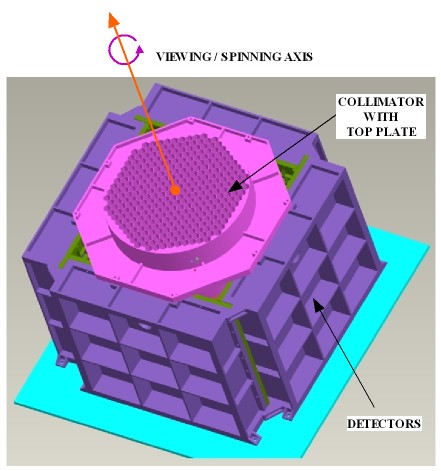 VIEWING / SPINNING AXIS
COLLIMATOR
WITH
TOP PLATE
DETECTORS